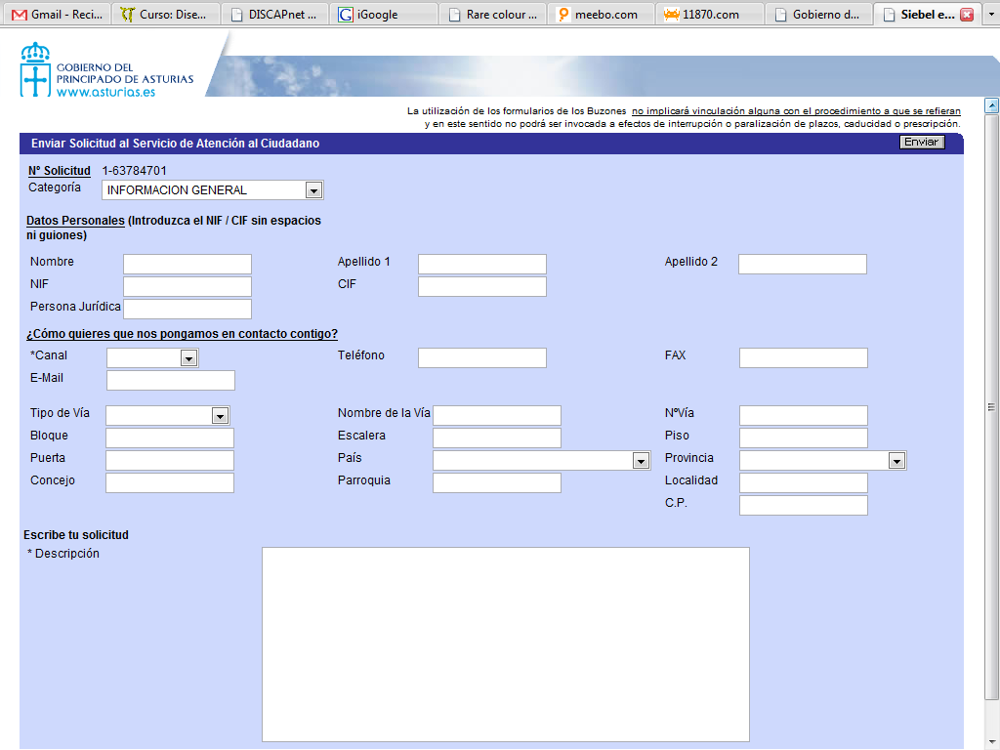 Gmail - Reci...
Curso: Dise...
DISCAPnet ...
iGoogle
Rare colour ...
meebo.com
11870.com
Gobierno d...
Siebel e...
GOBIERNO DEL
PRINCIPADO DE ASTURIAS
www.asturias.es
La utilización de los formularios de los Buzones no implicará vinculación alguna con el procedimiento a que se refieran
y en este sentido no podrá ser invocada a efectos de interrupción o paralización de plazos, caducidad o prescripción.
Enviar Solicitud al Servicio de Atención al Ciudadano
Enviar
Nº Solicitud 1-63784701
Categoría INFORMACION GENERAL
Datos Personales (Introduzca el NIF / CIF sin espacios
ni guiones)
Nombre Apellido 1 Apellido 2
NIF CIF
Persona Jurídica
¿Cómo quieres que nos pongamos en contacto contigo?
*Canal Teléfono FAX
E-Mail
Tipo de Vía Nombre de la Vía NºVía
Bloque Escalera Piso
Puerta País Provincia
Concejo Parroquia Localidad
C.P.
Escribe tu solicitud
* Descripción